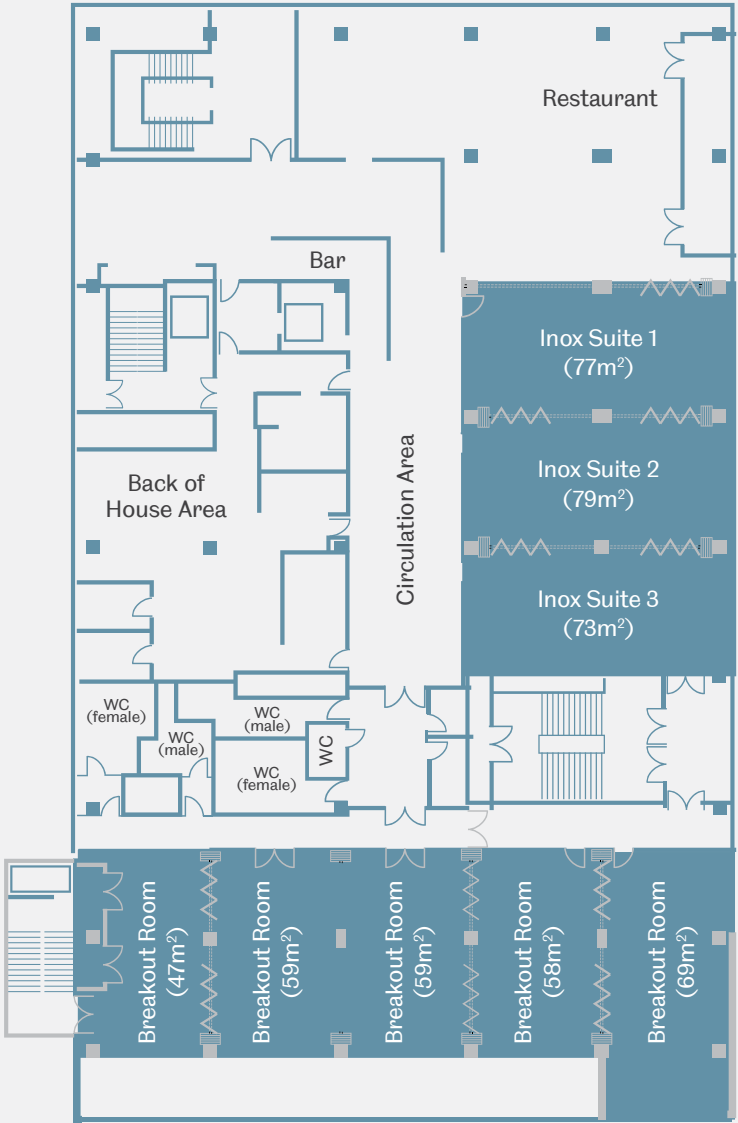 Restaurant
Bar
Inox Suite 1
(77m²)
Inox Suite 2
(79m²)
Back of
House Area
Circulation Area
Inox Suite 3
(73m²)
WC
(female)
WC
(male)
WC
(male)
WC
WC
(female)
Breakout Room
(47m²)
Breakout Room
(59m²)
Breakout Room
(59m²)
Breakout Room
(58m²)
Breakout Room
(69m²)